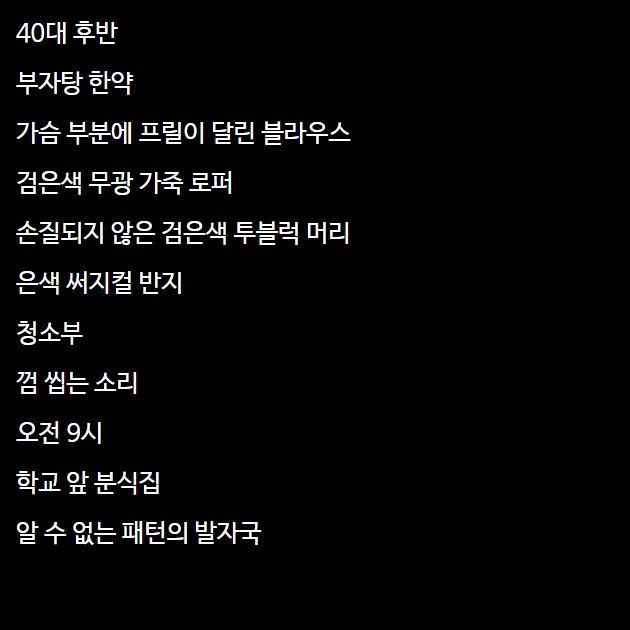 40대 후반
부자탕 한약
가슴 부분에 프릴이 달린 블라우스
검은색 무광 가죽 로퍼
손질되지 않은 검은색 투블럭 머리
은색 써지컬 반지
청소부
껌 씹는 소리
오전 9시
학교 앞 분식집
알 수 없는 패턴의 발자국